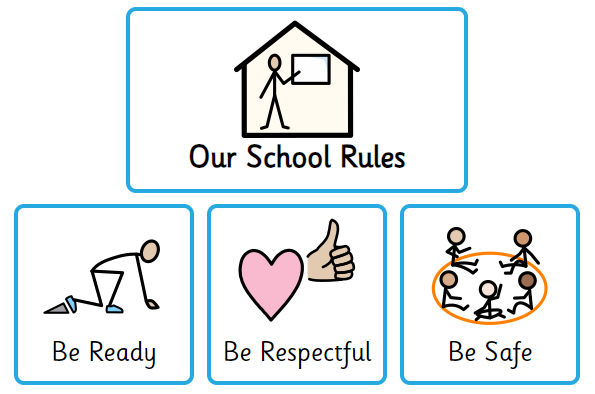 Our School Rules
Be Ready
Be Respectful
Be Safe